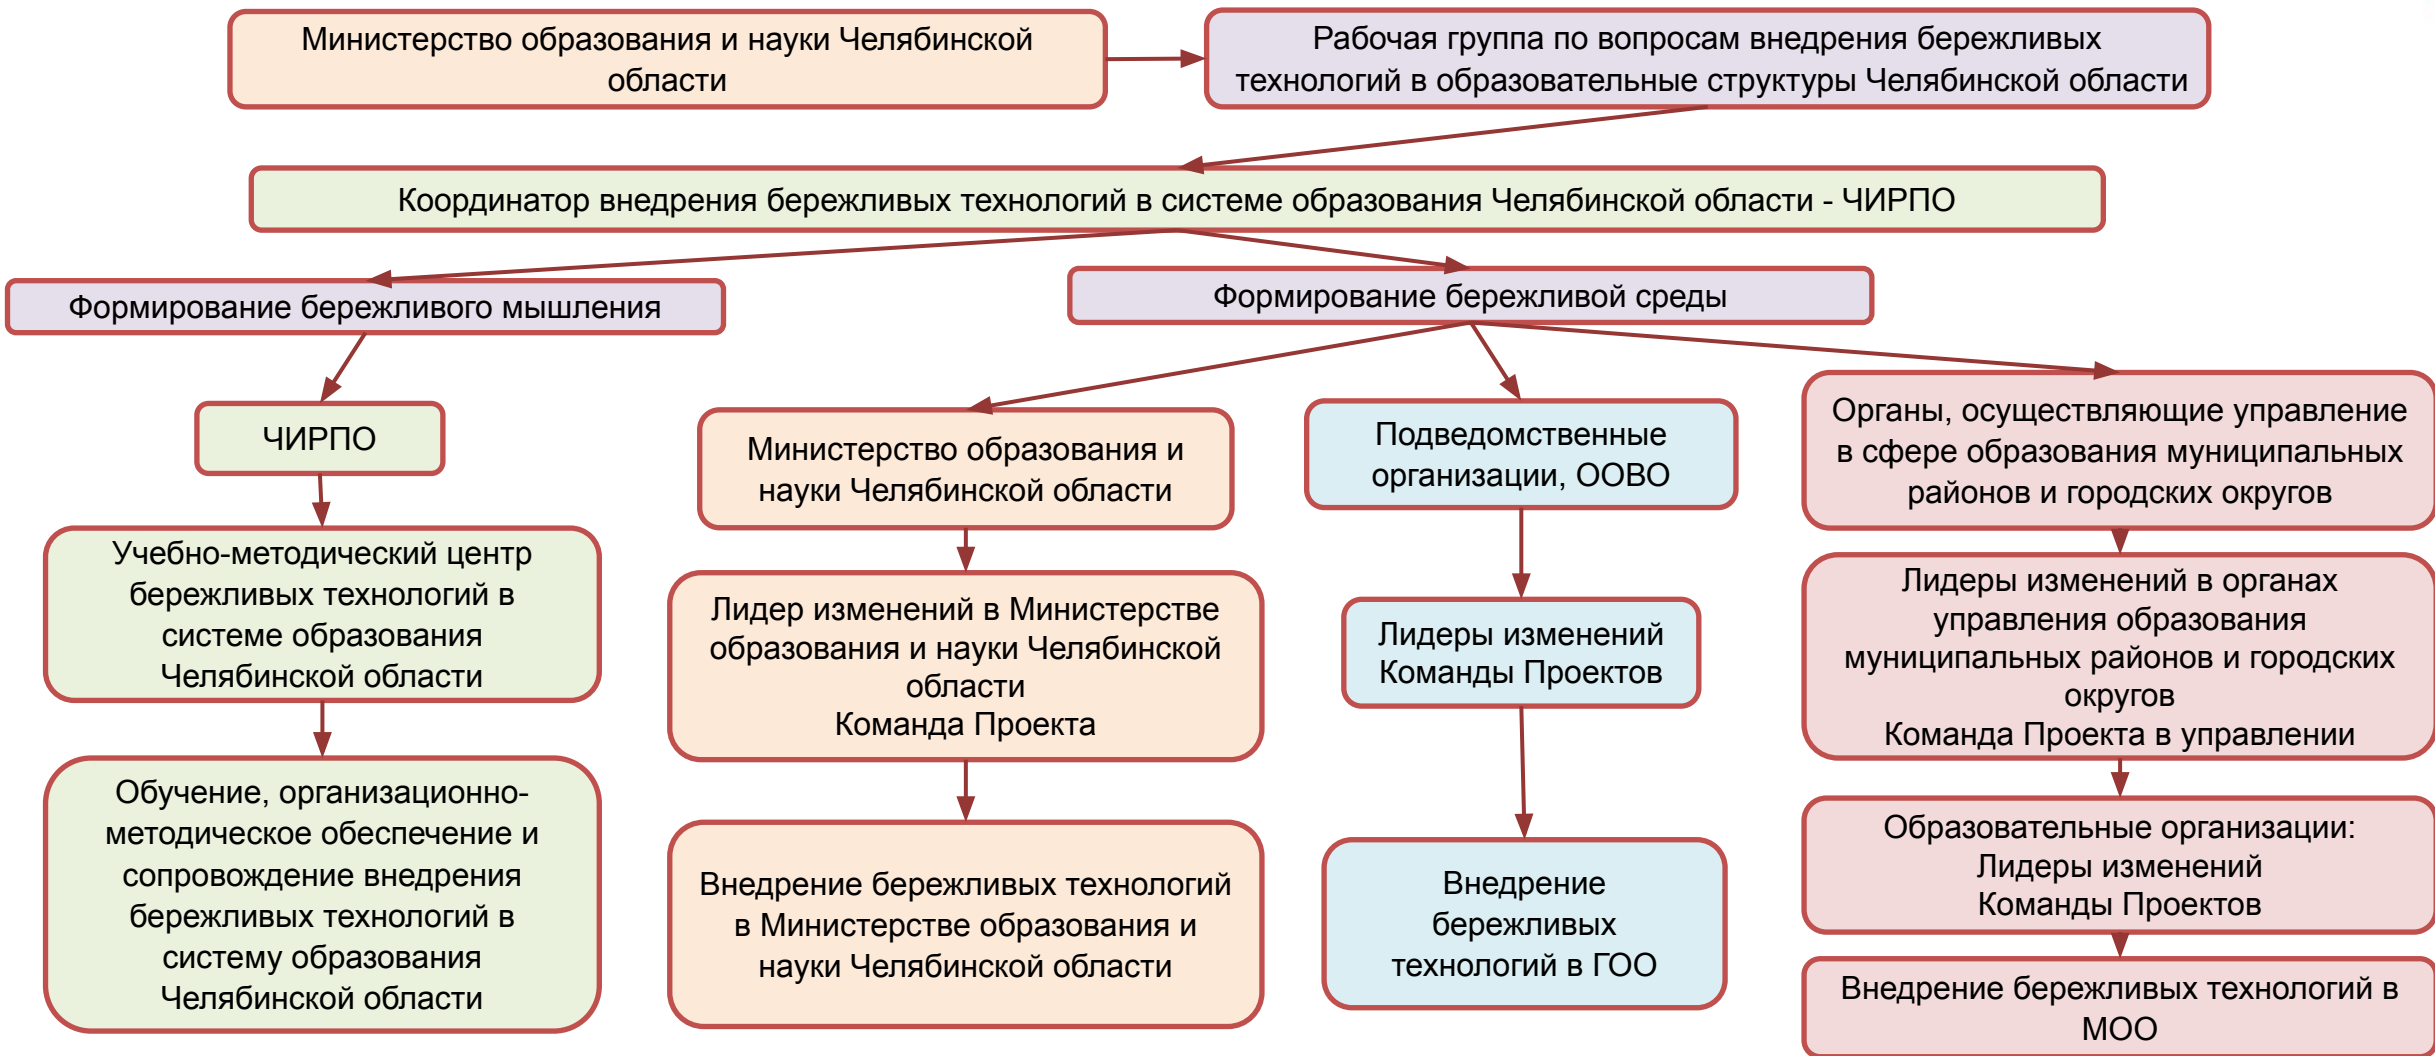 Министерство образования и науки Челябинской
области
Рабочая группа по вопросам внедрения бережливых
технологий в образовательные структуры Челябинской области
Координатор внедрения бережливых технологий в системе образования Челябинской области - ЧИРПО
Формирование бережливого мышления
Формирование бережливой среды
ЧИРПО
Учебно-методический центр
бережливых технологий в
системе образования
Челябинской области
Обучение, организационно-
методическое обеспечение и
сопровождение внедрения
бережливых технологий в
систему образования
Челябинской области
Министерство образования и
науки Челябинской области
Лидер изменений в Министерстве
образования и науки Челябинской
области
Команда Проекта
Внедрение бережливых технологий
в Министерстве образования и
науки Челябинской области
Подведомственные
организации, ООВО
Лидеры изменений
Команды Проектов
Внедрение
бережливых
технологий в ГОО
Органы, осуществляющие управление
в сфере образования муниципальных
районов и городских округов
Лидеры изменений в органах
управления образования
муниципальных районов и городских
округов
Команда Проекта в управлении
Образовательные организации:
Лидеры изменений
Команды Проектов
Внедрение бережливых технологий в
МОО